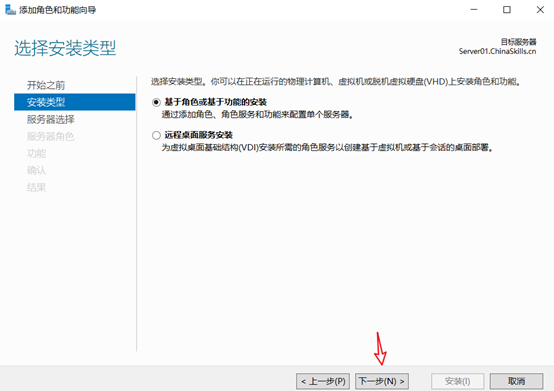 添加角色和功能向导
选择安装类型
目标服务器
Server01.ChinaSkills.cn
开始之前
安装类型
服务器选择
服务器角色
功能
确认
结果
选择安装类型。你可以在正在运行的物理计算机、虚拟机或脱机虚拟硬盘(VHD)上安装角色和功能。
基于角色或基于功能的安装
通过添加角色、角色服务和功能来配置单个服务器。
远程桌面服务安装
为虚拟桌面基础结构(VDI)安装所需的角色服务以创建基于虚拟机或基于会话的桌面部署。
< 上一步(P)
下一步(N) >
安装(I)
取消